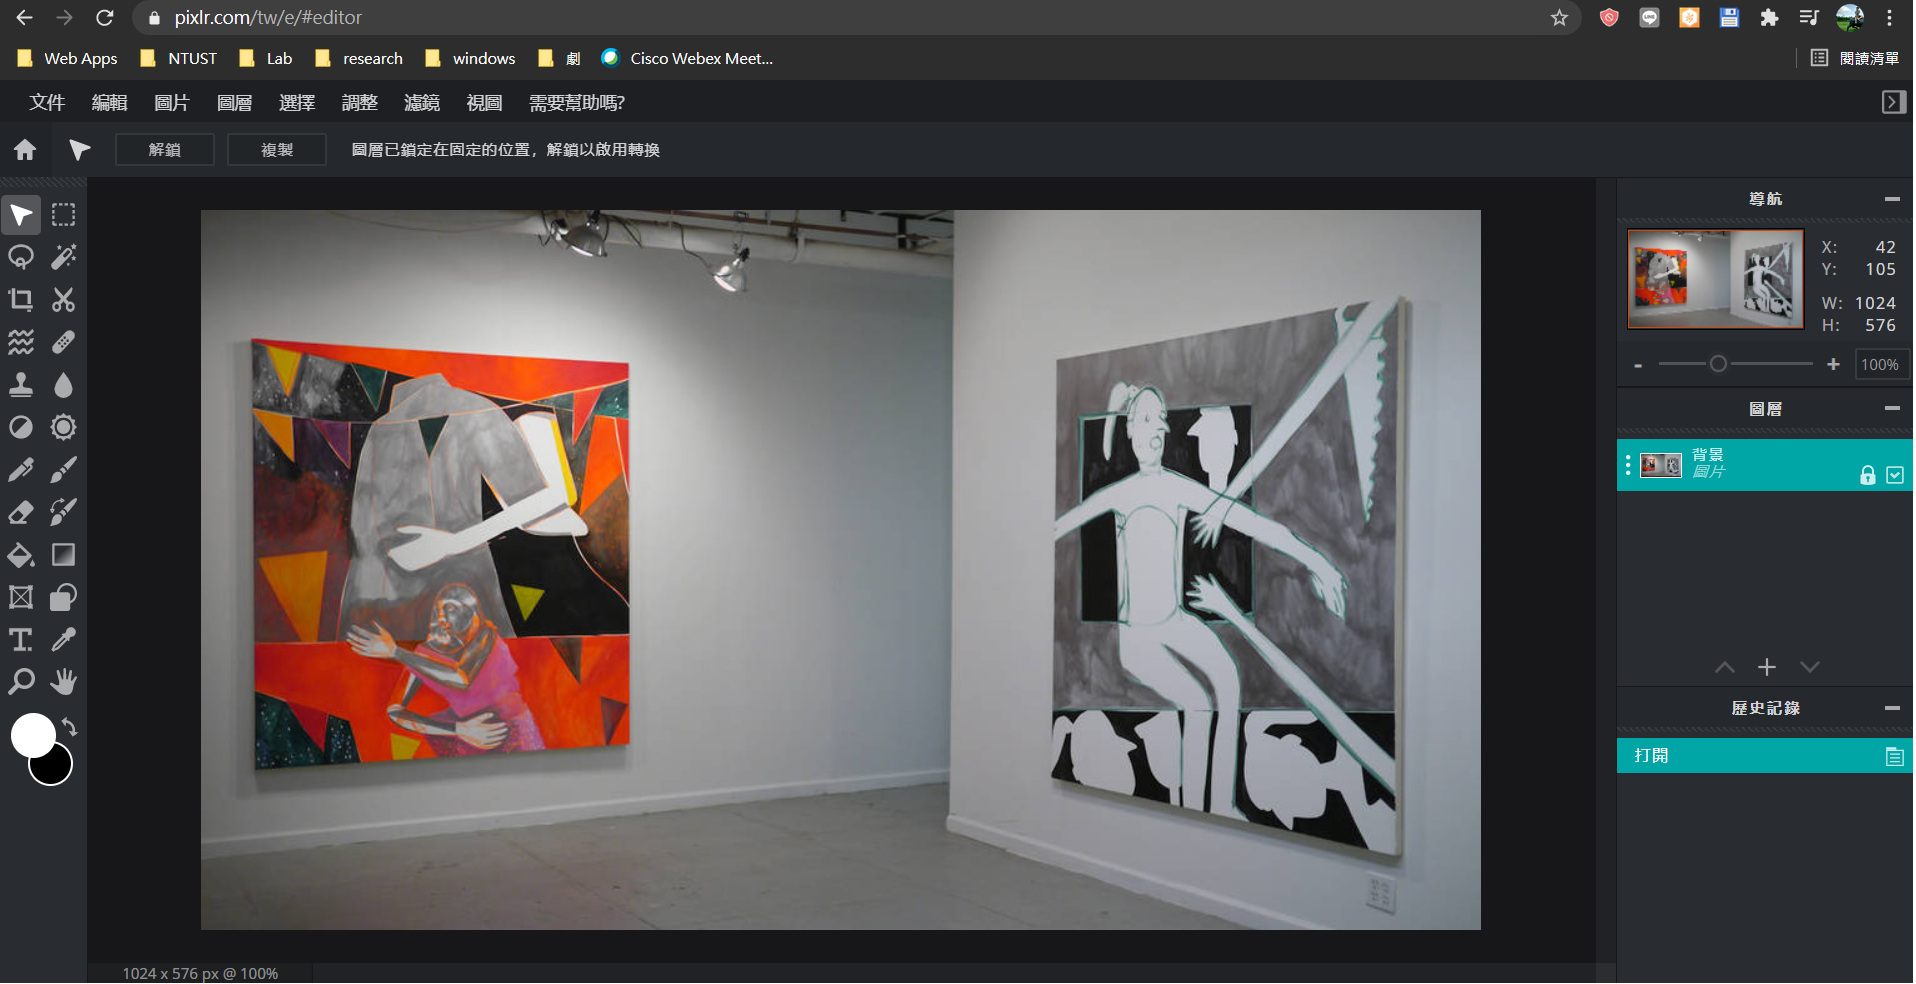 pixlr.com/tw/e/#editor
Web Apps NTUST Lab research windows 劇 Cisco Webex Meet... 閱讀清單
文件 編輯 圖片 圖層 選擇 調整 濾鏡 視圖 需要幫助嗎?
解鎖 複製 圖層已鎖定在固定的位置，解鎖以啟用轉換
導航
X: 42
Y: 105
W: 1024
H: 576
- + 100%
圖層
背景
圖片
歷史記錄
打開
1024 x 576 px @ 100%